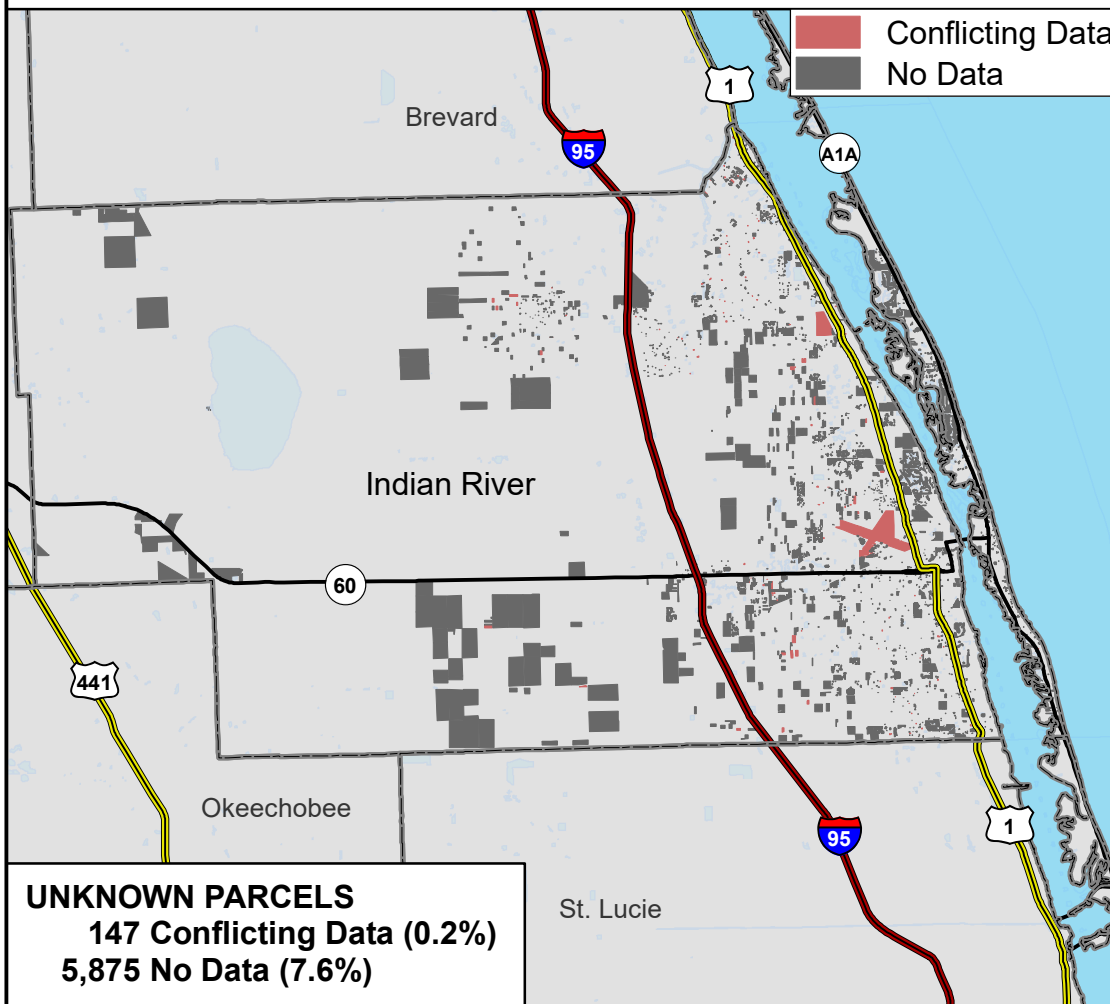 Conflicting Data
No Data
1
Brevard
95
A1A
Indian River
60
441
Okeechobee
95
1
St. Lucie
UNKNOWN PARCELS
147 Conflicting Data (0.2%)
5,875 No Data (7.6%)